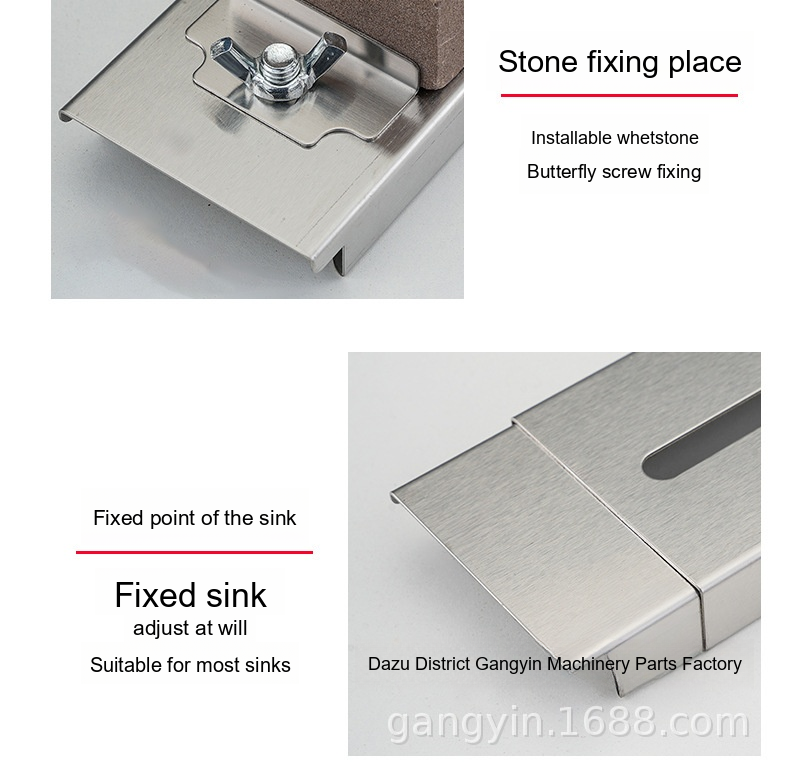 Stone fixing place
Installable whetstone
Butterfly screw fixing
Fixed point of the sink
Fixed sink
adjust at will
Suitable for most sinks
Dazu District Gangyin Machinery Parts Factory
gangyin.1688.com